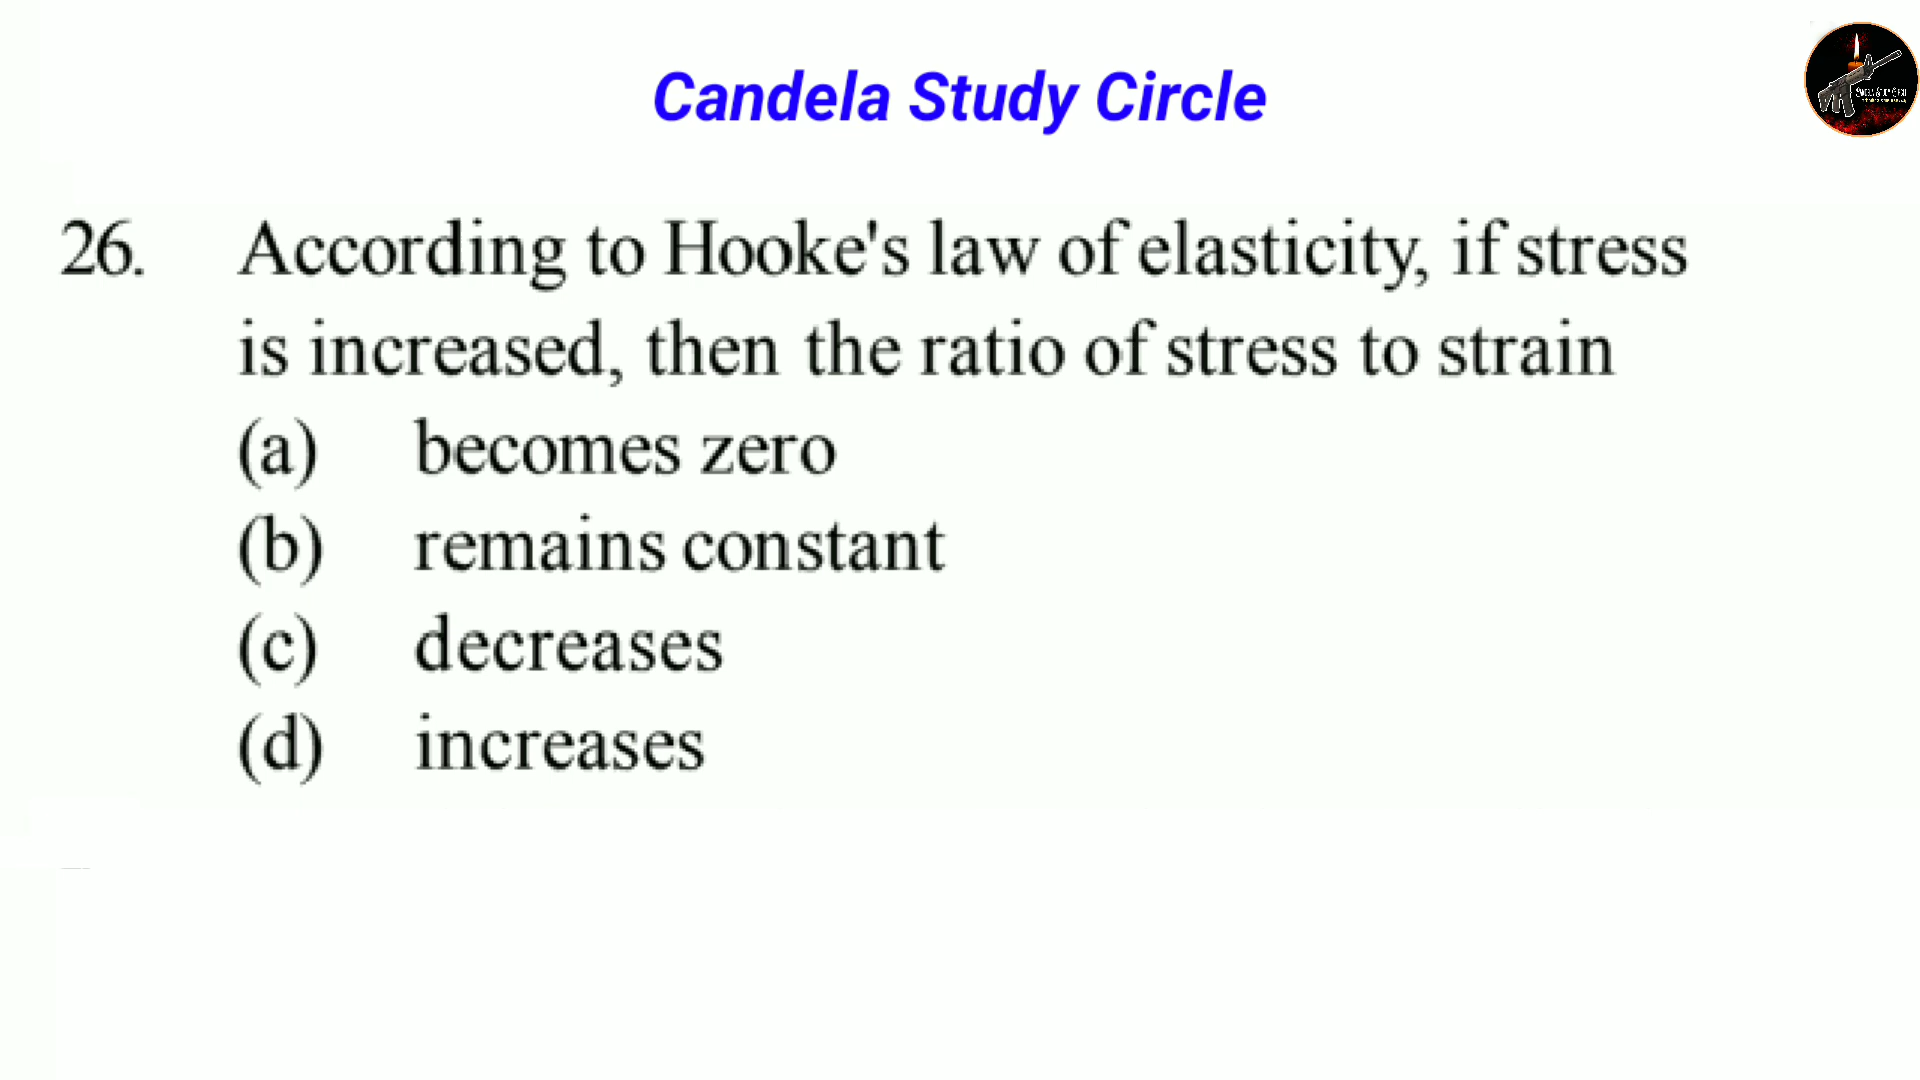 Candela Study Circle
26. According to Hooke's law of elasticity, if stress
is increased, then the ratio of stress to strain
(a) becomes zero
(b) remains constant
(c) decreases
(d) increases